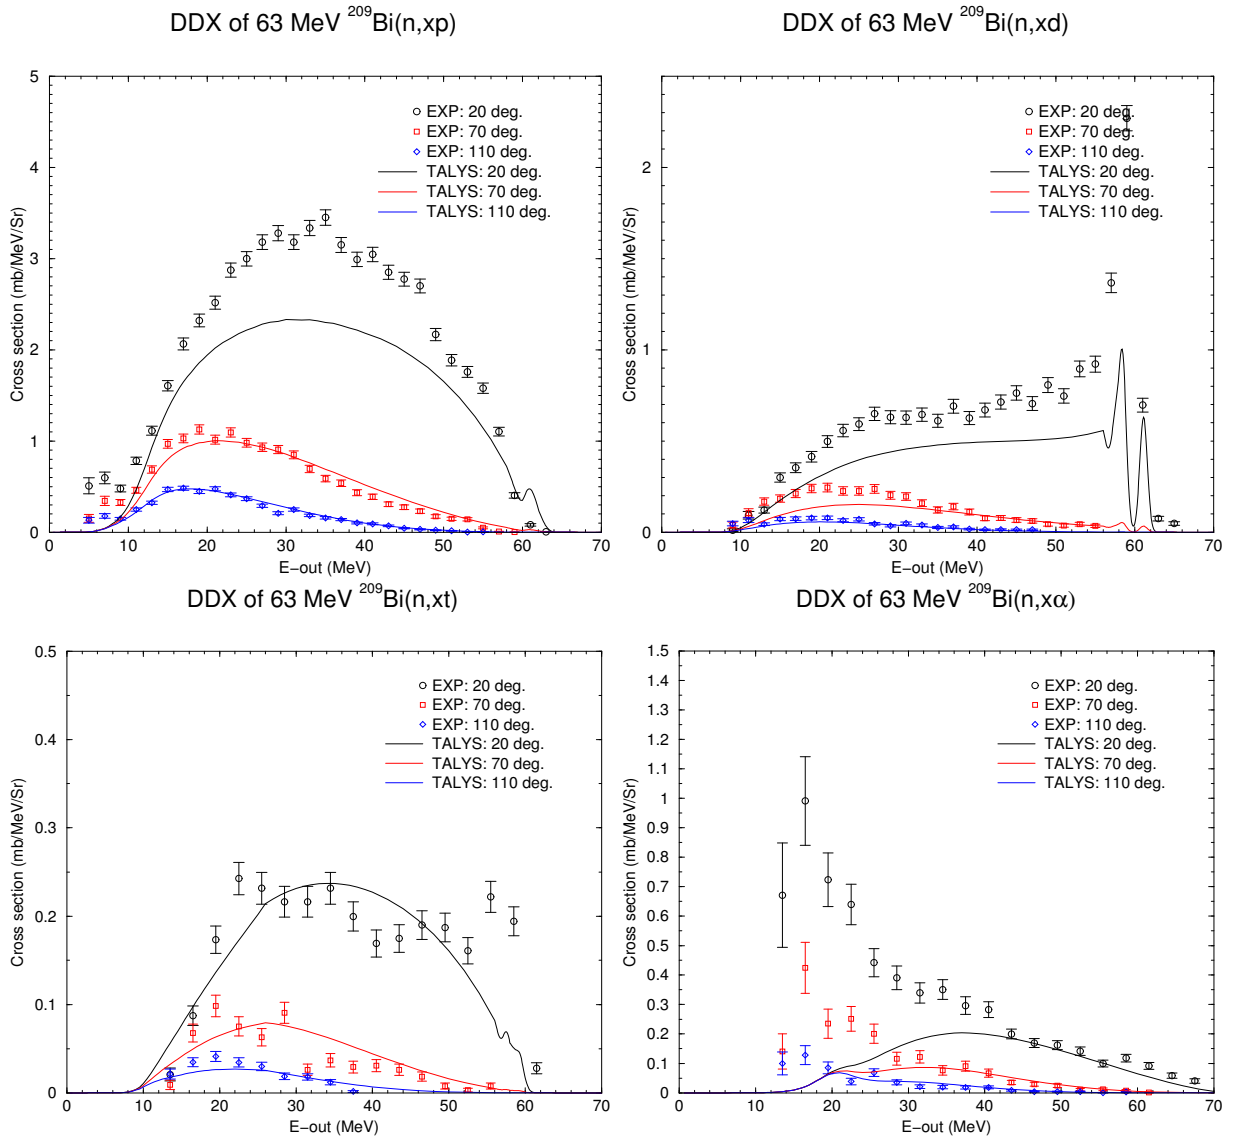 DDX of 63 MeV ²⁰⁹Bi(n,xp)
5
4
3
2
1
0
Cross section (mb/MeV/Sr)
EXP: 20 deg.
EXP: 70 deg.
EXP: 110 deg.
TALYS: 20 deg.
TALYS: 70 deg.
TALYS: 110 deg.
0 10 20 30 40 50 60 70
E-out (MeV)
DDX of 63 MeV ²⁰⁹Bi(n,xd)
2
1
0
Cross section (mb/MeV/Sr)
EXP: 20 deg.
EXP: 70 deg.
EXP: 110 deg.
TALYS: 20 deg.
TALYS: 70 deg.
TALYS: 110 deg.
0 10 20 30 40 50 60 70
E-out (MeV)
DDX of 63 MeV ²⁰⁹Bi(n,xt)
0.5
0.4
0.3
0.2
0.1
0
Cross section (mb/MeV/Sr)
EXP: 20 deg.
EXP: 70 deg.
EXP: 110 deg.
TALYS: 20 deg.
TALYS: 70 deg.
TALYS: 110 deg.
0 10 20 30 40 50 60 70
E-out (MeV)
DDX of 63 MeV ²⁰⁹Bi(n,xα)
1.5
1.4
1.3
1.2
1.1
1
0.9
0.8
0.7
0.6
0.5
0.4
0.3
0.2
0.1
0
Cross section (mb/MeV/Sr)
EXP: 20 deg.
EXP: 70 deg.
EXP: 110 deg.
TALYS: 20 deg.
TALYS: 70 deg.
TALYS: 110 deg.
0 10 20 30 40 50 60 70
E-out (MeV)